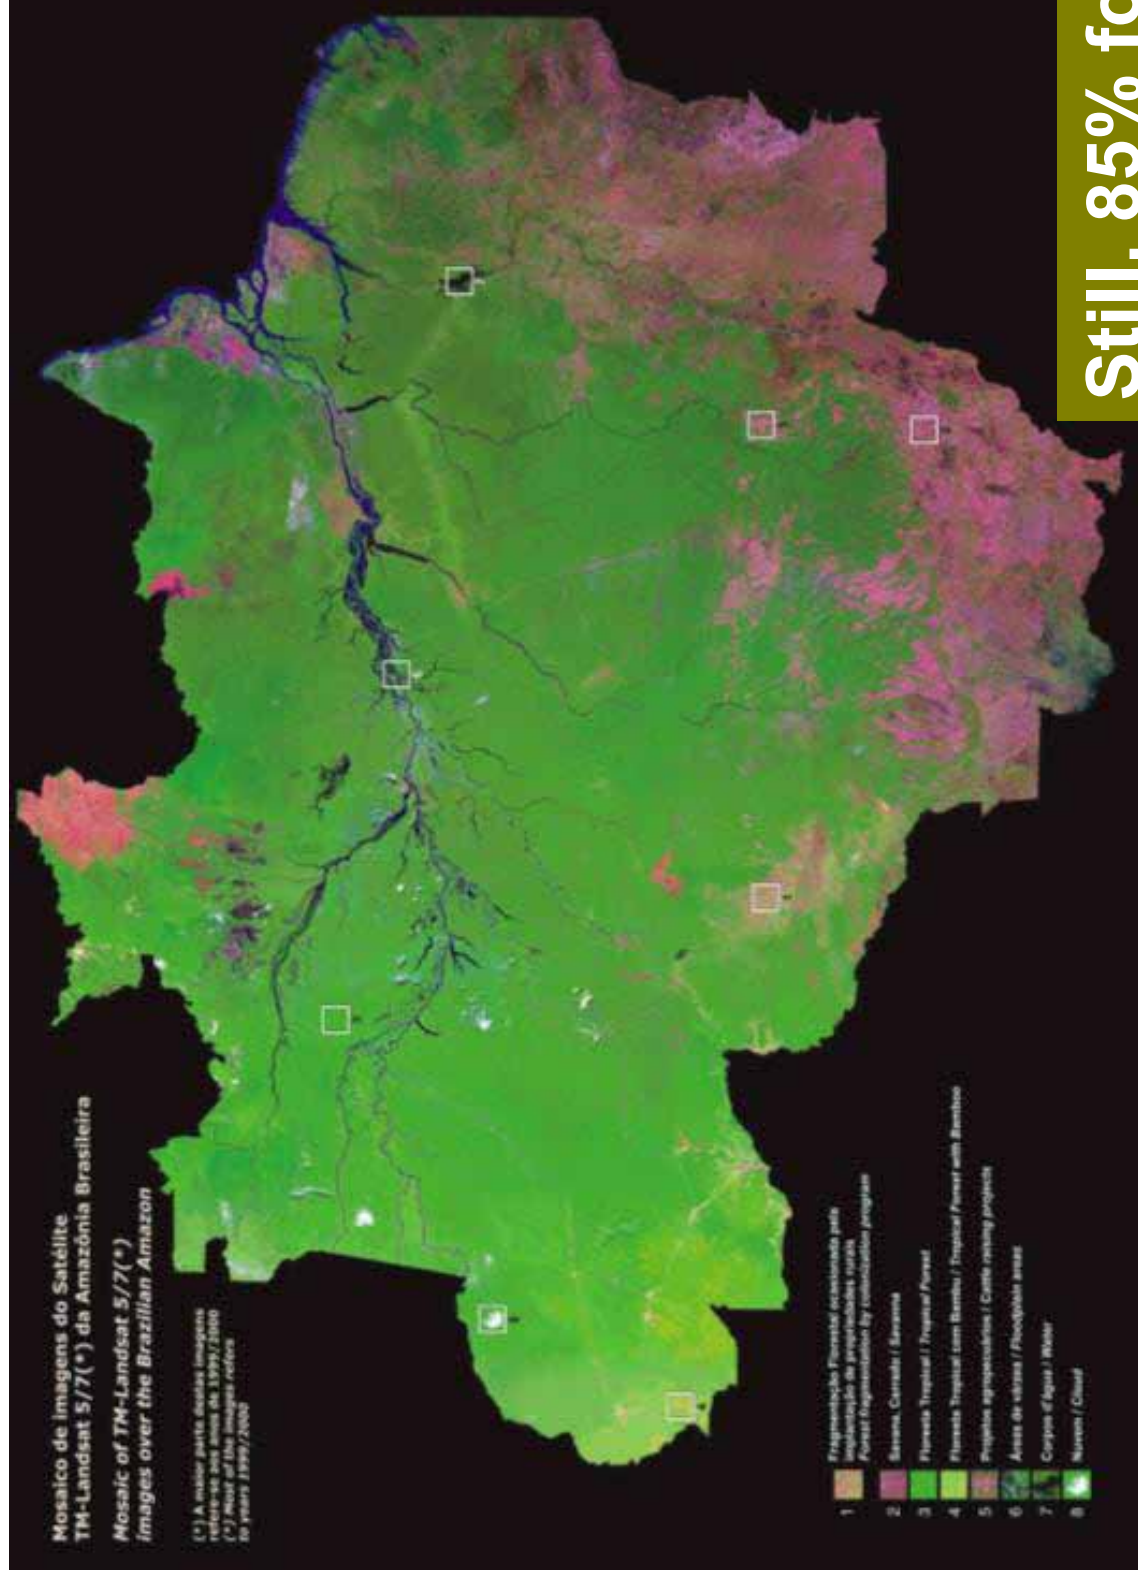 Mosaico de imagens do Satélite
TM-Landsat 5/7(*) da Amazônia Brasileira
Mosaic of TM-Landsat 5/7(*)
images over the Brazilian Amazon
(*) A maior parte destas imagens
refere-se aos anos de 1999/2000
(*) Most of the images refers
to years 1999/2000
1 Fragmentação Florestal ocasionada pela
implantação de propriedades rurais
Forest fragmentation by colonization program
2 Savana, Cerrado / Savanna
3 Floresta Tropical / Tropical Forest
4 Floresta Tropical com Bambu / Tropical Forest with Bamboo
5 Projetos agropecuários / Cattle raising projects
6 Áreas de várzea / Floodplain areas
7 Corpos d'água / Water
8 Nuvem / Cloud
Still, 85% fo